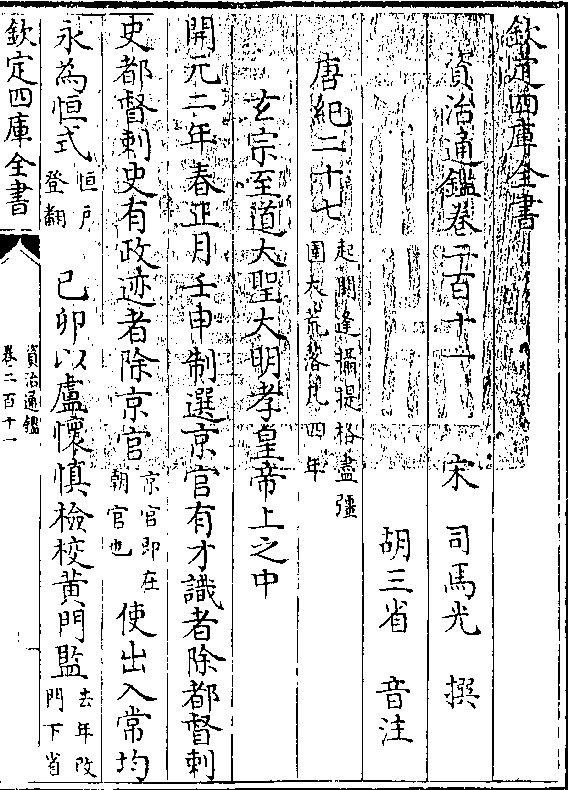 欽定四庫全書
資治通鑑卷二百十一
宋 司馬光 撰
胡三省 音注
唐紀二十七起閼逢攝提格盡彊
圉大荒落凡四年
玄宗至道大聖大明孝皇帝上之中
開元二年春正月壬申制選京官有才識者除都督刺
史都督刺史有政迹者除京官京官即在
朝官也使出入常均
永為恒式恒戸
登翻己卯以盧懷慎檢校黃門監去年改
門下省
欽定四庫全書
資治通鑑
卷二百十一